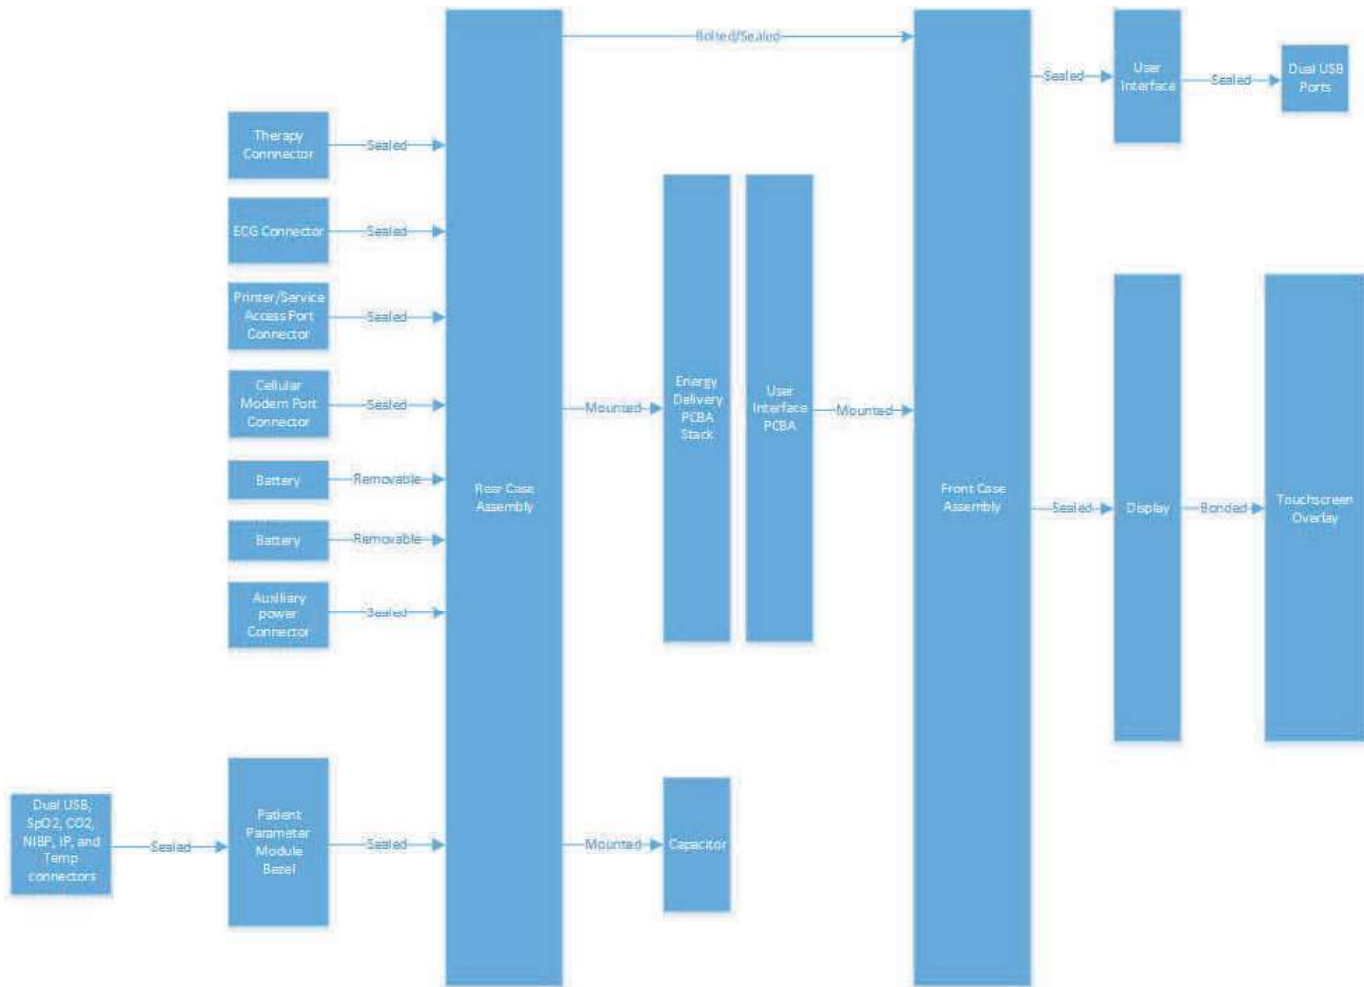 Bolted/Sealed
Sealed
User
Interface
Sealed
Dual USB
Ports
Therapy
Connnector
Sealed
ECG Connector
Sealed
Printer/Service
Access Port
Connector
Sealed
Cellular
Modem Port
Connector
Sealed
Battery
Removable
Battery
Removable
Auxiliary
power
Connector
Sealed
Rear Case
Assembly
Mounted
Energy
Delivery
PCBA
Stack
User
Interface
PCBA
Mounted
Front Case
Assembly
Sealed
Display
Bonded
Touchscreen
Overlay
Dual USB,
SpO2, CO2,
NIBP, IP, and
Temp
connectors
Sealed
Patient
Parameter
Module
Bezel
Sealed
Mounted
Capacitor